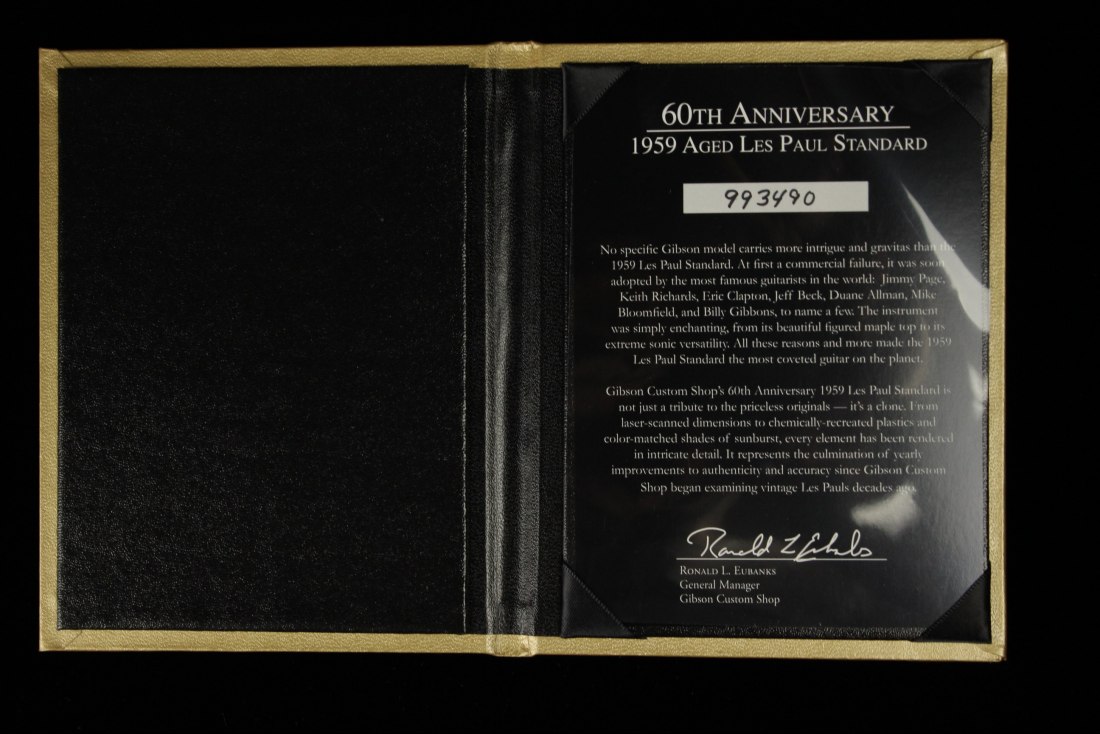 60TH ANNIVERSARY
1959 AGED LES PAUL STANDARD
993490
No specific Gibson model carries more intrigue and gravitas than the
1959 Les Paul Standard. At first a commercial failure, it was soon
adopted by the most famous guitarists in the world: Jimmy Page,
Keith Richards, Eric Clapton, Jeff Beck, Duane Allman, Mike
Bloomfield, and Billy Gibbons, to name a few. The instrument
was simply enchanting, from its beautiful figured maple top to its
extreme sonic versatility. All these reasons and more made the 1959
Les Paul Standard the most coveted guitar on the planet.
Gibson Custom Shop's 60th Anniversary 1959 Les Paul Standard is
not just a tribute to the priceless originals — it's a clone. From
laser-scanned dimensions to chemically-recreated plastics and
color-matched shades of sunburst, every element has been rendered
in intricate detail. It represents the culmination of yearly
improvements to authenticity and accuracy since Gibson Custom
Shop began examining vintage Les Pauls decades ago.
Ronald L Eubanks
RONALD L. EUBANKS
General Manager
Gibson Custom Shop